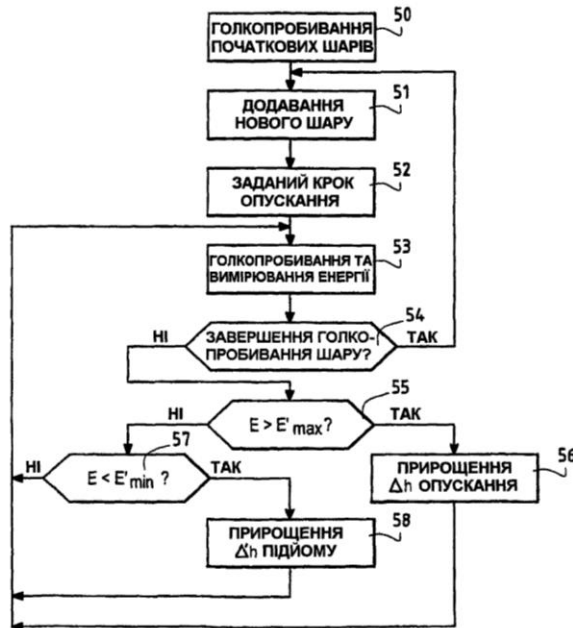 50
ГОЛКОПРОБИВАННЯ
ПОЧАТКОВИХ ШАРІВ
51
ДОДАВАННЯ
НОВОГО ШАРУ
52
ЗАДАНИЙ КРОК
ОПУСКАННЯ
53
ГОЛКОПРОБИВАННЯ ТА
ВИМІРЮВАННЯ ЕНЕРГІЇ
54
НІ
ЗАВЕРШЕННЯ ГОЛКО-
ПРОБИВАННЯ ШАРУ?
ТАК
55
НІ
E > E'max?
ТАК
57
НІ
E < E'min ?
ТАК
56
ПРИРОЩЕННЯ
Δh ОПУСКАННЯ
58
ПРИРОЩЕННЯ
Δ'h ПІДЙОМУ